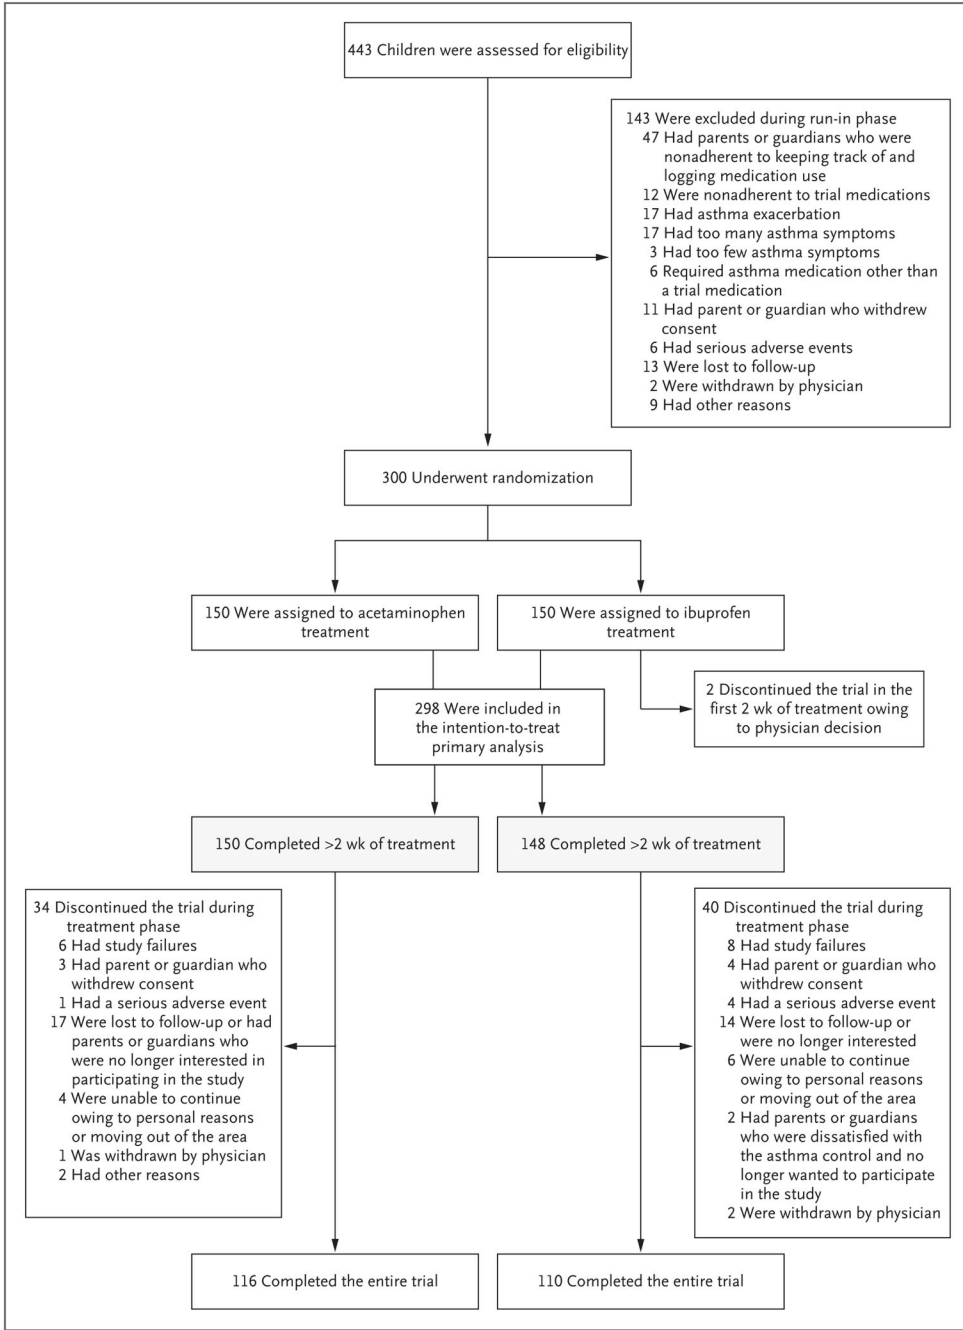 443 Children were assessed for eligibility
143 Were excluded during run-in phase
47 Had parents or guardians who were
nonadherent to keeping track of and
logging medication use
12 Were nonadherent to trial medications
17 Had asthma exacerbation
17 Had too many asthma symptoms
3 Had too few asthma symptoms
6 Required asthma medication other than
a trial medication
11 Had parent or guardian who withdrew
consent
6 Had serious adverse events
13 Were lost to follow-up
2 Were withdrawn by physician
9 Had other reasons
300 Underwent randomization
150 Were assigned to acetaminophen
treatment
150 Were assigned to ibuprofen
treatment
2 Discontinued the trial in the
first 2 wk of treatment owing
to physician decision
298 Were included in
the intention-to-treat
primary analysis
150 Completed >2 wk of treatment
148 Completed >2 wk of treatment
34 Discontinued the trial during
treatment phase
6 Had study failures
3 Had parent or guardian who
withdrew consent
1 Had a serious adverse event
17 Were lost to follow-up or had
parents or guardians who
were no longer interested in
participating in the study
4 Were unable to continue
owing to personal reasons
or moving out of the area
1 Was withdrawn by physician
2 Had other reasons
40 Discontinued the trial during
treatment phase
8 Had study failures
4 Had parent or guardian who
withdrew consent
4 Had a serious adverse event
14 Were lost to follow-up or
were no longer interested
6 Were unable to continue
owing to personal reasons
or moving out of the area
2 Had parents or guardians
who were dissatisfied with
the asthma control and no
longer wanted to participate
in the study
2 Were withdrawn by physician
116 Completed the entire trial
110 Completed the entire trial